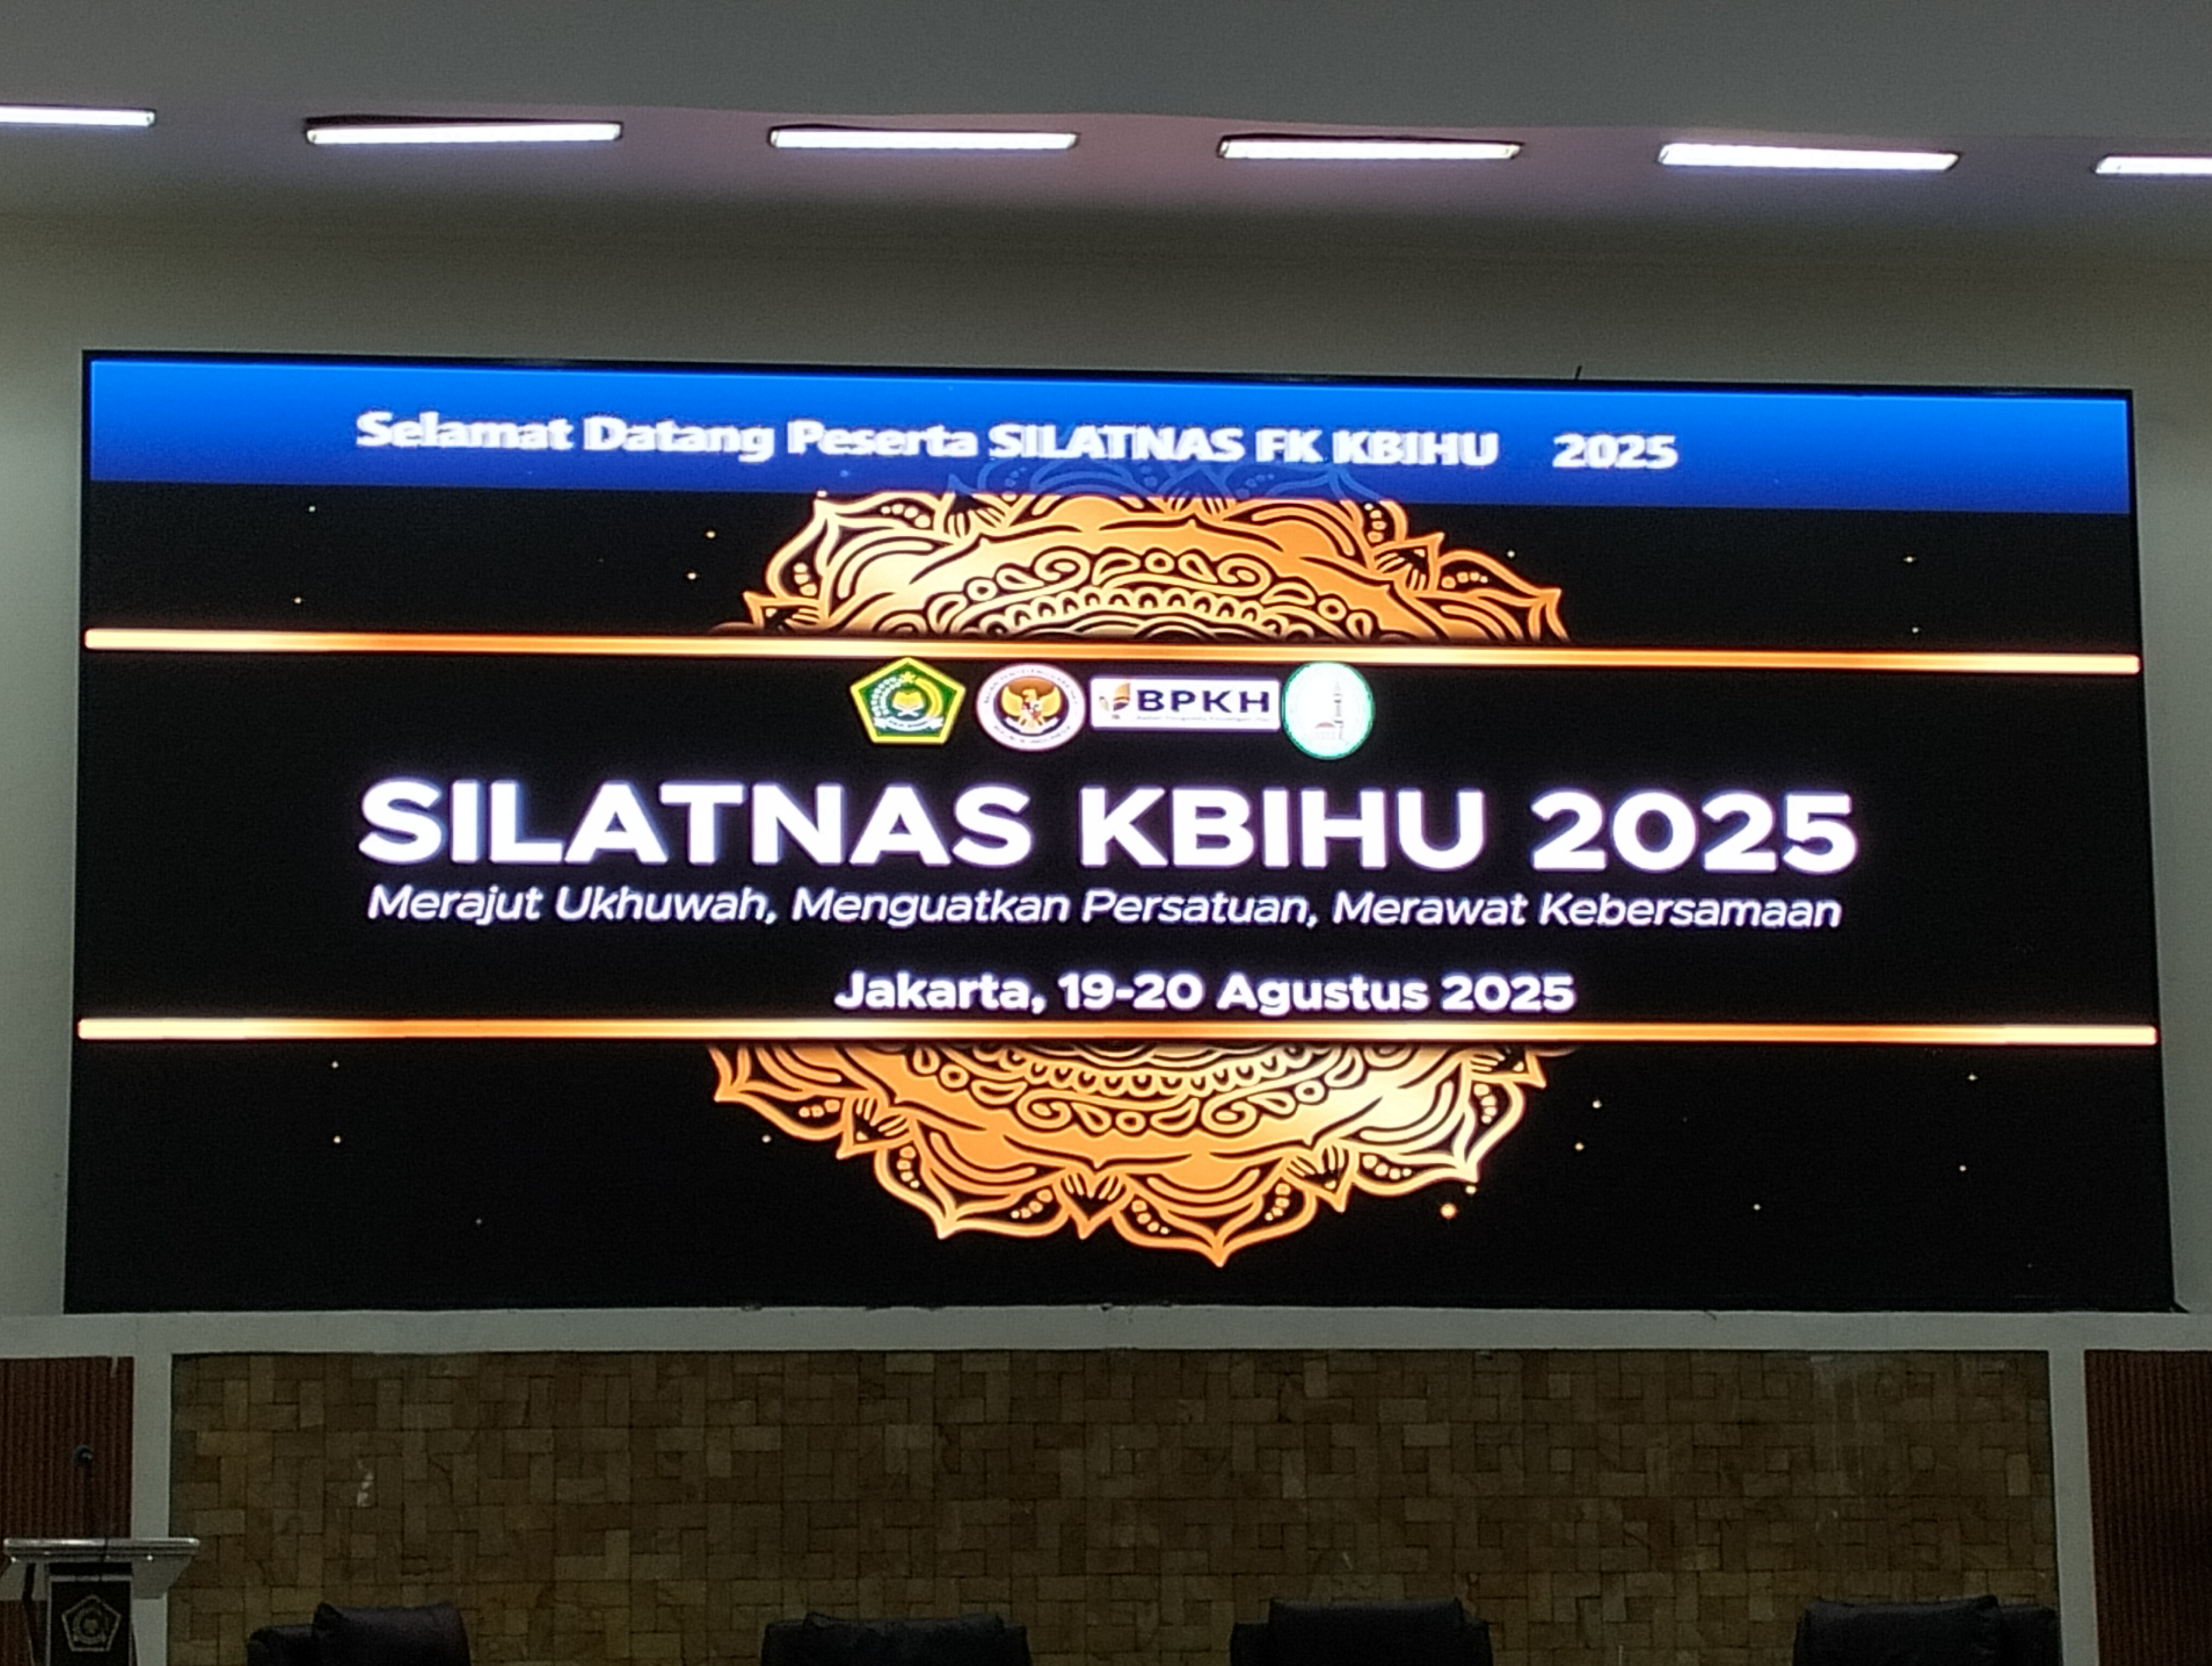 Selamat Datang Peserta SILATNAS FK KBIHU 2025
BPKH
SILATNAS KBIHU 2025
Merajut Ukhuwah, Menguatkan Persatuan, Merawat Kebersamaan
Jakarta, 19-20 Agustus 2025